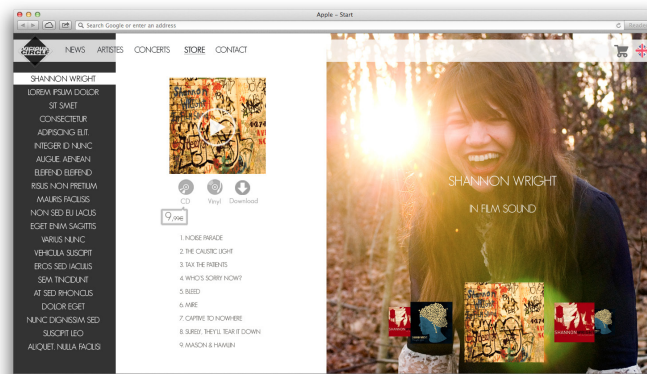 Apple – Start
Search Google or enter an address
Reader
VICIOUS
CIRCLE
NEWS ARTISTES CONCERTS STORE CONTACT
SHANNON WRIGHT
LOREM IPSUM DOLOR
SIT SMET
CONSECTETUR
ADIPISCING ELIT.
INTEGER ID NUNC
AUGUE. AENEAN
ELEIFEND ELEIFEND
RISUS NON PRETIUM
MAURIS FACILISIS
NON SED EU LACUS
EGET ENIM SAGITTIS
VARIUS NUNC
VEHICULA SUSCIPIT
EROS SED IACULIS
SEM TINCIDUNT
AT SED RHONCUS
DOLOR EGET
NUNC DIGNISSIM SED
SUSCIPIT LEO
ALIQUET. NULLA FACILISI
CD Vinyl Download
9,99€
1. NOISE PARADE
2. THE CAUSTIC LIGHT
3. TAX THE PATIENTS
4. WHO'S SORRY NOW?
5. BLEED
6. MIRE
7. CAPTIVE TO NOWHERE
8. SURELY, THEY'LL TEAR IT DOWN
9. MASON & HAMLIN
SHANNON WRIGHT
IN FILM SOUND